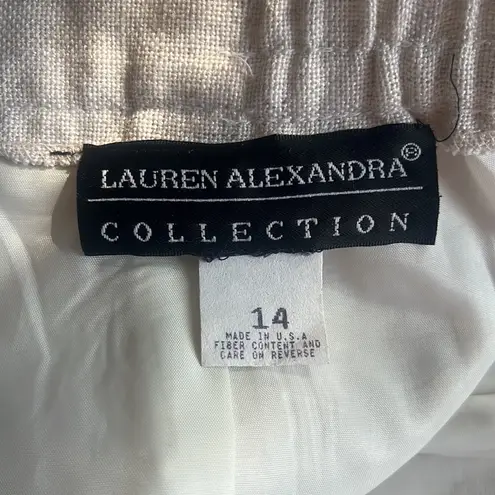 LAUREN ALEXANDRA®
COLLECTION
14
MADE IN U.S.A
FIBER CONTENT AND
CARE ON REVERSE